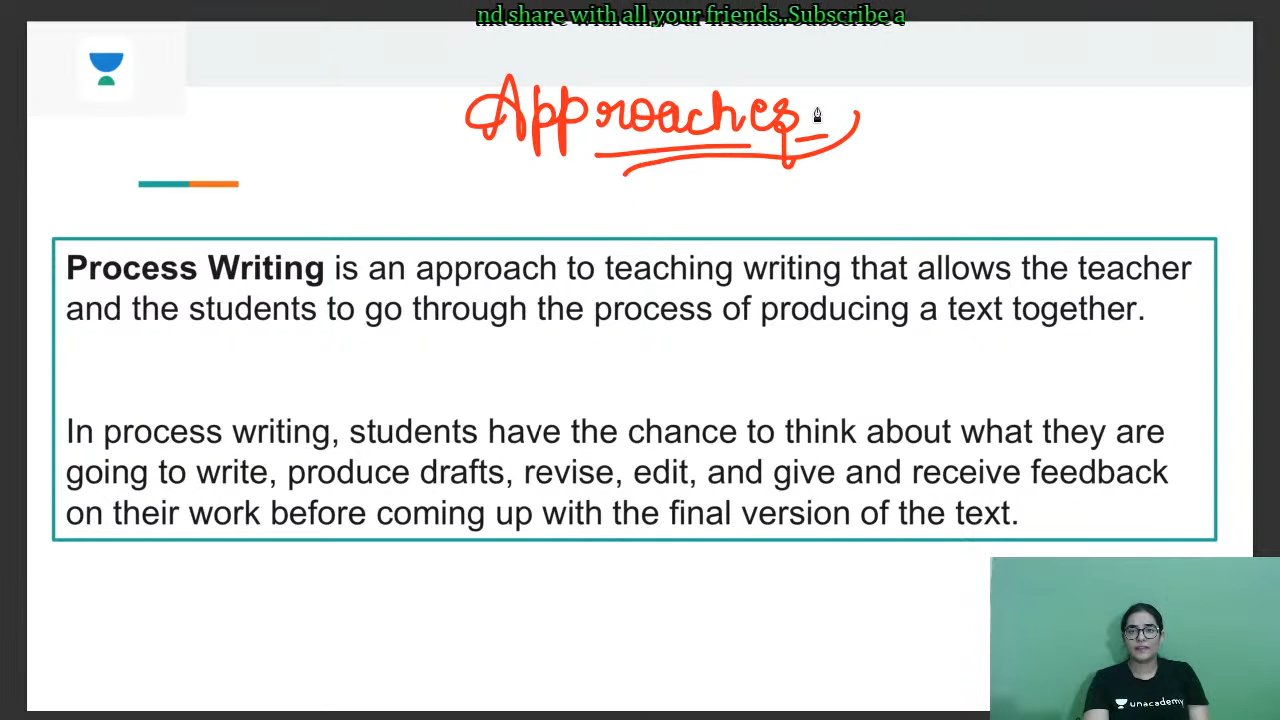 nd share with all your friends..Subscribe a
Approaches
Process Writing is an approach to teaching writing that allows the teacher
and the students to go through the process of producing a text together.
In process writing, students have the chance to think about what they are
going to write, produce drafts, revise, edit, and give and receive feedback
on their work before coming up with the final version of the text.
unacademy